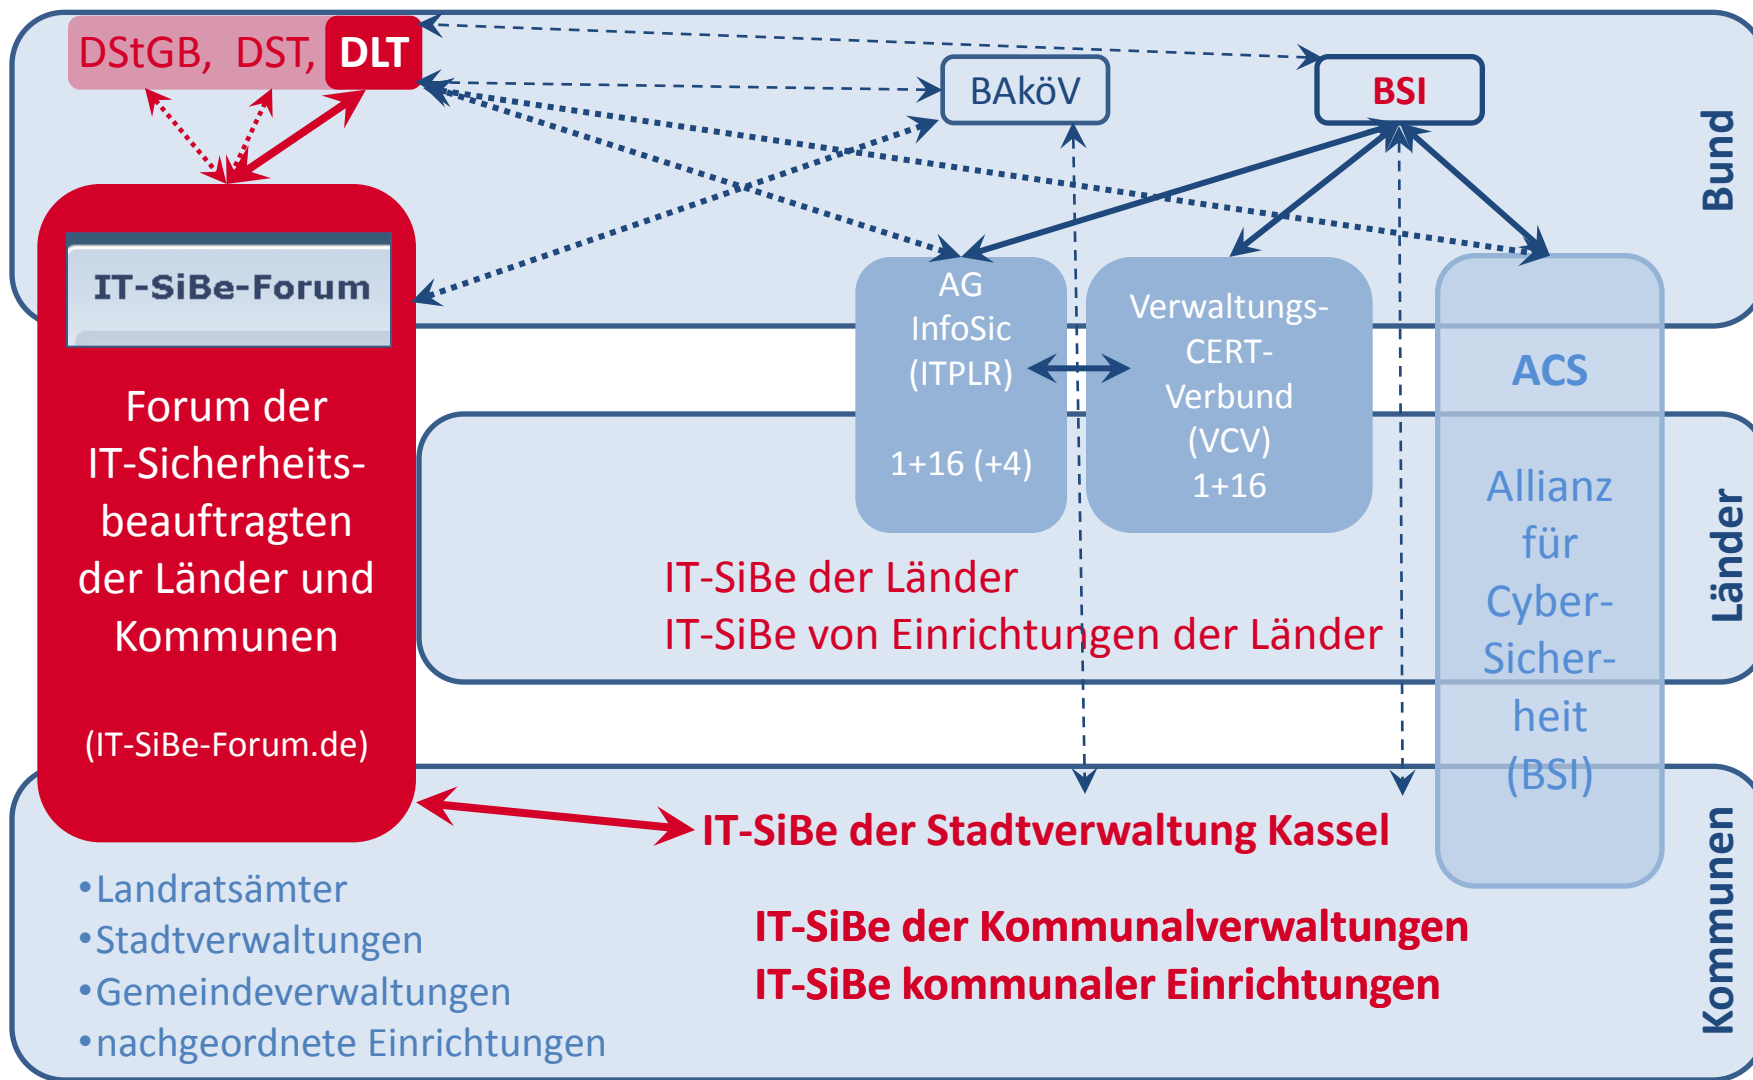 DStGB, DST, DLT
BAköV
BSI
Bund
IT-SiBe-Forum
Forum der
IT-Sicherheits-
beauftragten
der Länder und
Kommunen
(IT-SiBe-Forum.de)
AG
InfoSic
(ITPLR)
1+16 (+4)
Verwaltungs-
CERT-
Verbund
(VCV)
1+16
ACS
Allianz
für
Cyber-
Sicher-
heit
(BSI)
IT-SiBe der Länder
IT-SiBe von Einrichtungen der Länder
Länder
IT-SiBe der Stadtverwaltung Kassel
•Landratsämter
•Stadtverwaltungen
•Gemeindeverwaltungen
•nachgeordnete Einrichtungen
IT-SiBe der Kommunalverwaltungen
IT-SiBe kommunaler Einrichtungen
Kommunen